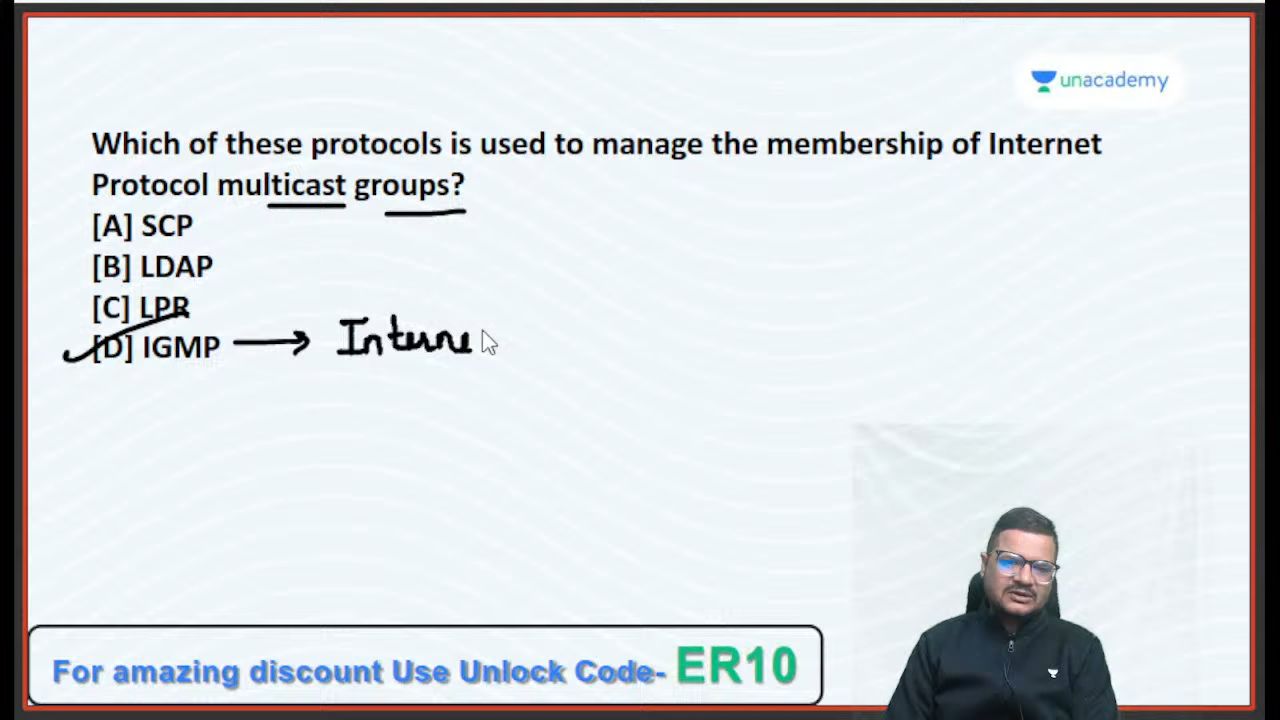 unacademy
Which of these protocols is used to manage the membership of Internet
Protocol multicast groups?
[A] SCP
[B] LDAP
[C] LPR
[D] IGMP → Interne
For amazing discount Use Unlock Code- ER10